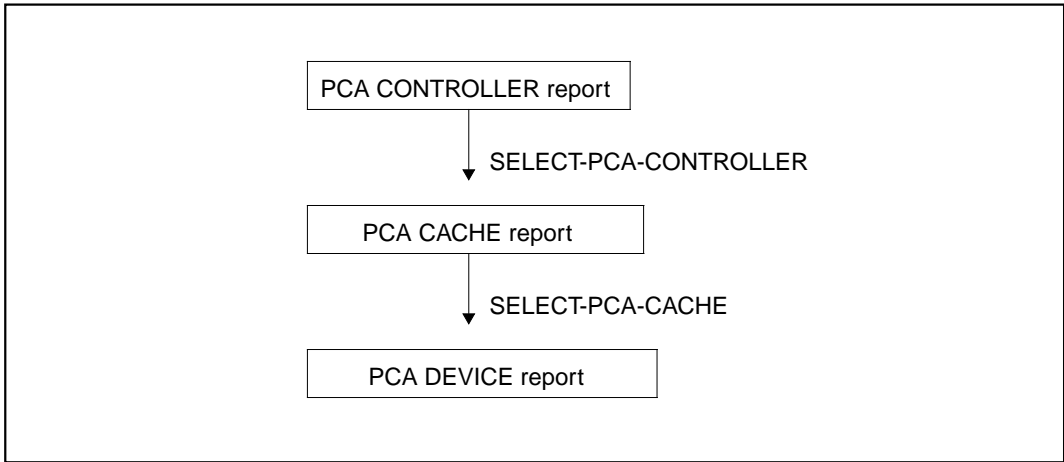 PCA CONTROLLER report
SELECT-PCA-CONTROLLER
PCA CACHE report
SELECT-PCA-CACHE
PCA DEVICE report